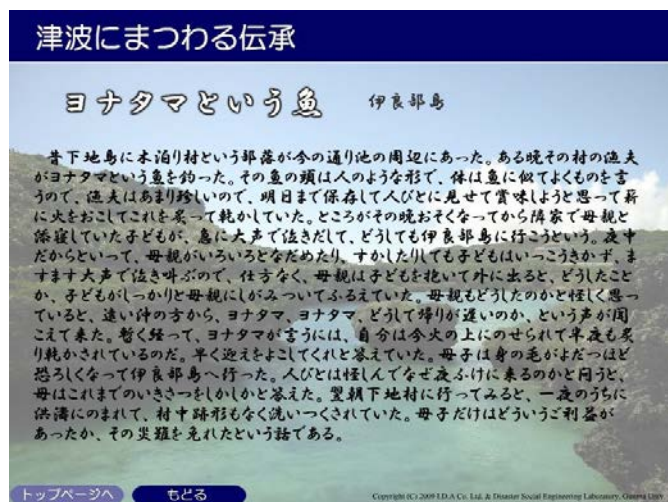 津波にまつわる伝承
ヨナタマという魚 伊良部島
昔下地島に木泊り村という部落が今の通り池の周辺にあった。ある晩その村の漁夫
がヨナタマという魚を釣った。その魚の頭は人のような形で、体は魚に似てよくものを言
うので、漁夫はあまり珍しいので、明日まで保存して人びとに見せて賞味しようと思って薪
に火をおこしてこれを炙って乾かしていた。ところがその晩おそくなってから隣家で母親と
添寝していた子どもが、急に大声で泣きだして、どうしても伊良部島に行こうという。夜中
だからといって、母親がいろいろとなだめたり、すかしたりしても子どもはいっこうきかず、ま
すます大声で泣き叫ぶので、仕方なく、母親は子どもを抱いて外に出ると、どうしたこと
か、子どもがしっかりと母親にしがみついてふるえていた。母親もどうしたのかと怪しく思っ
ていると、遠い沖の方から、ヨナタマ、ヨナタマ、どうして帰りが遅いのか、という声が聞
こえて来た。暫く経って、ヨナタマが言うには、自分は今火の上にのせられて半夜も炙
り乾かされているのだ。早く迎えをよこしてくれと答えていた。母子は身の毛がよだつほど
恐ろしくなって伊良部島へ行った。人びとは怪しんでなぜ夜ふけに来るのかと問うと、
母はこれまでのいきさつをしかしかと答えた。翌朝下地村に行ってみると、一夜のうちに
洪濤にのまれて、村中跡形もなく洗いつくされていた。母子だけはどういうご利益が
あったか、その災難を免れたという話である。
トップページへ もどる
Copyright (C) 2009 I.D.A Co. Ltd. & Disaster Social Engineering Laboratory, Gunma Univ.